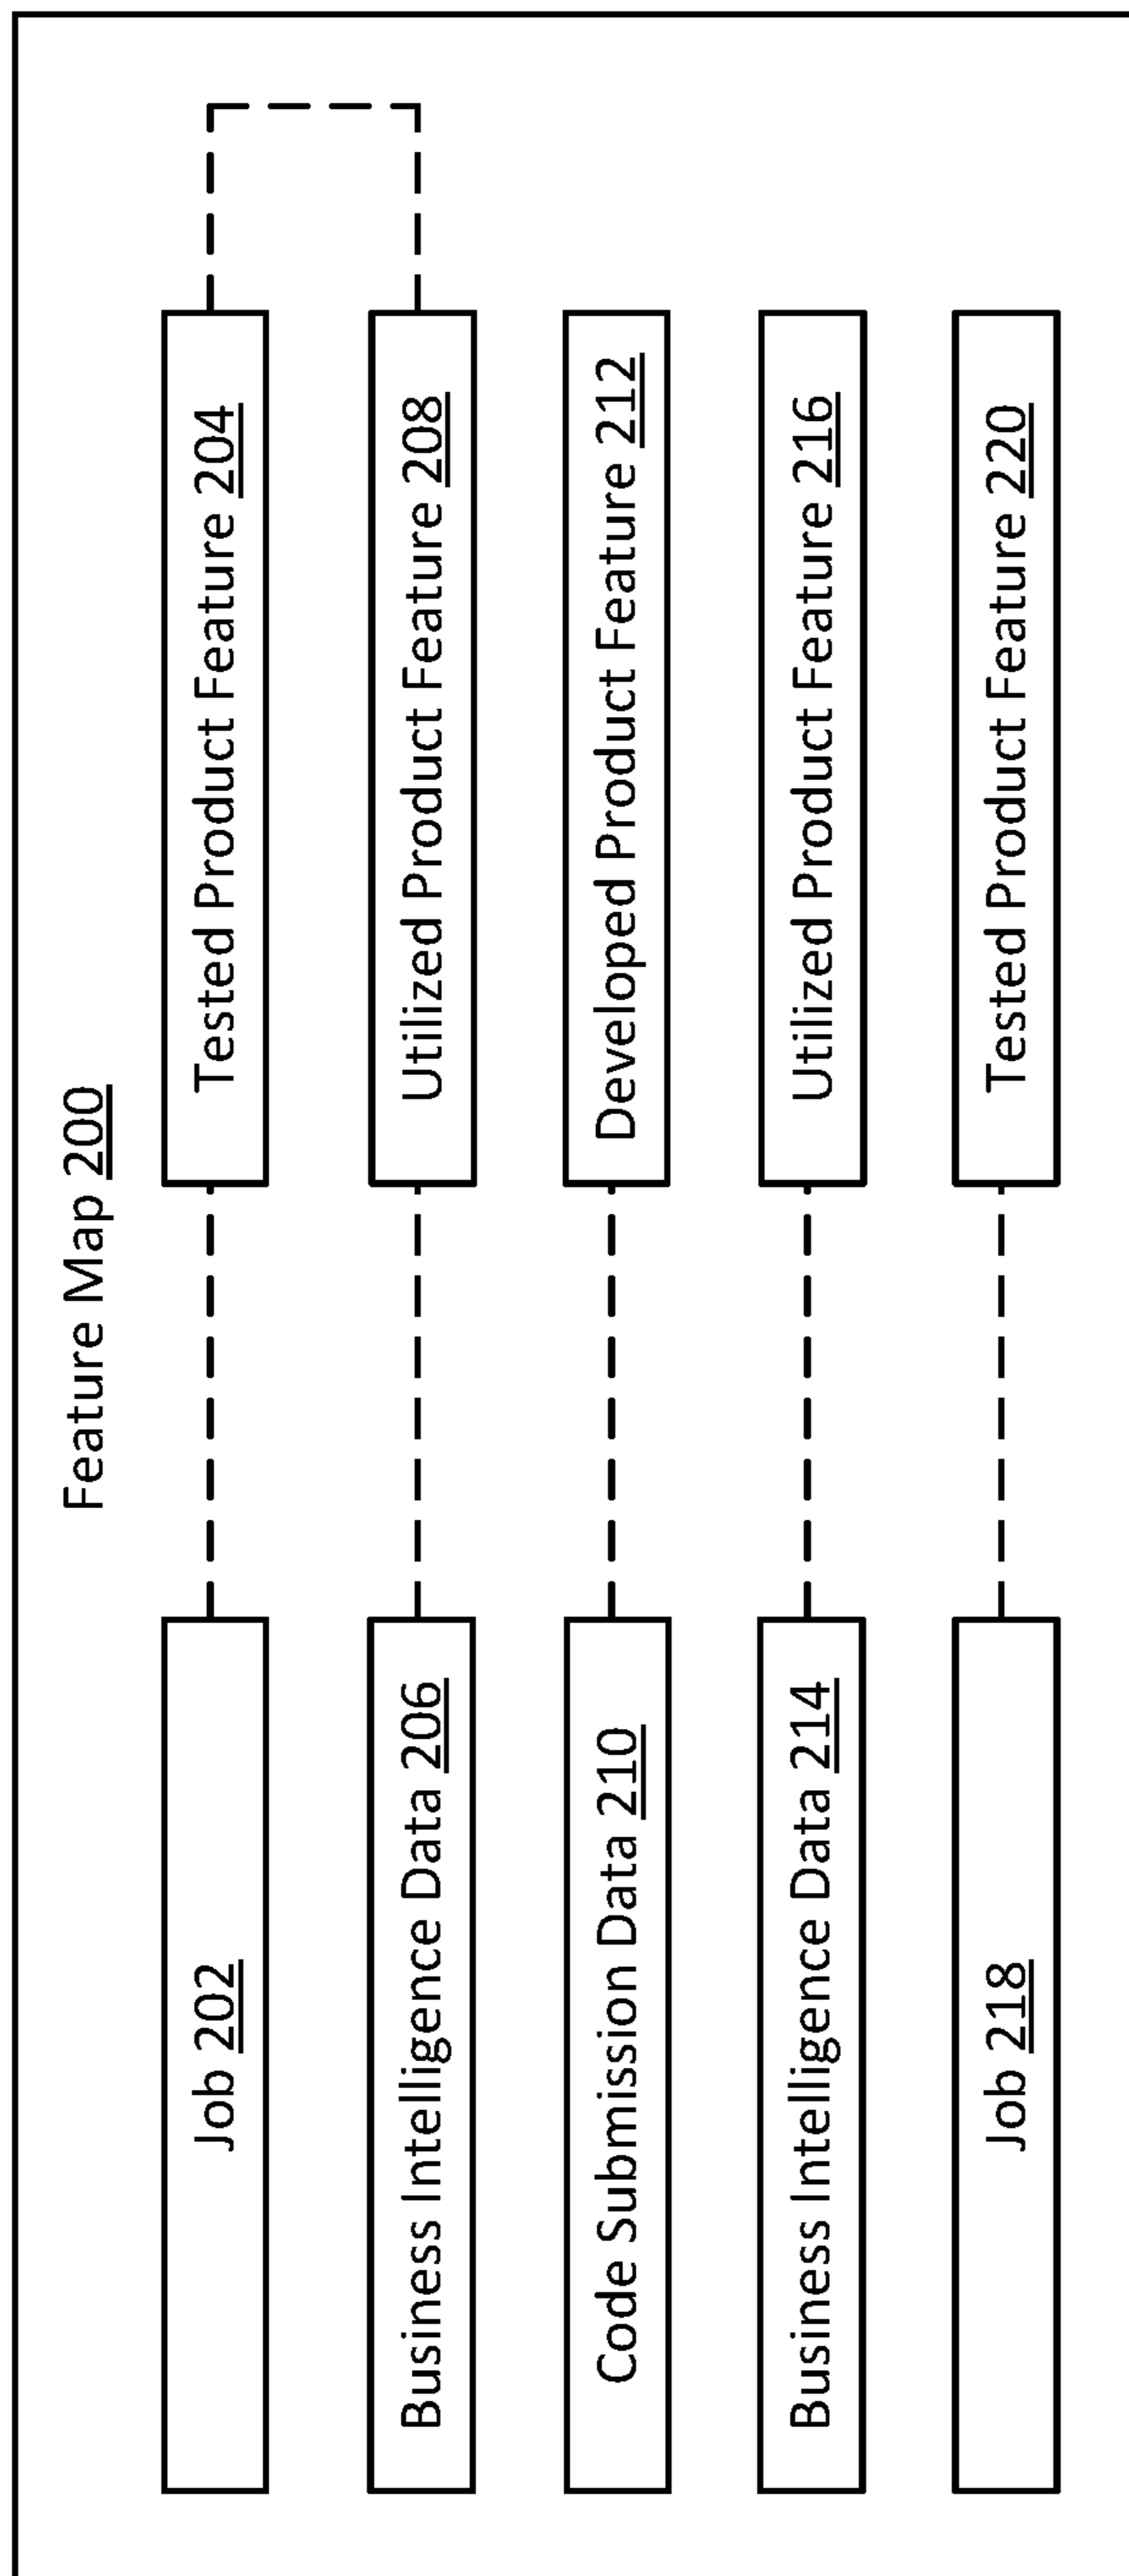 Feature Map 200
Job 202
Tested Product Feature 204
Business Intelligence Data 206
Utilized Product Feature 208
Code Submission Data 210
Developed Product Feature 212
Business Intelligence Data 214
Utilized Product Feature 216
Job 218
Tested Product Feature 220